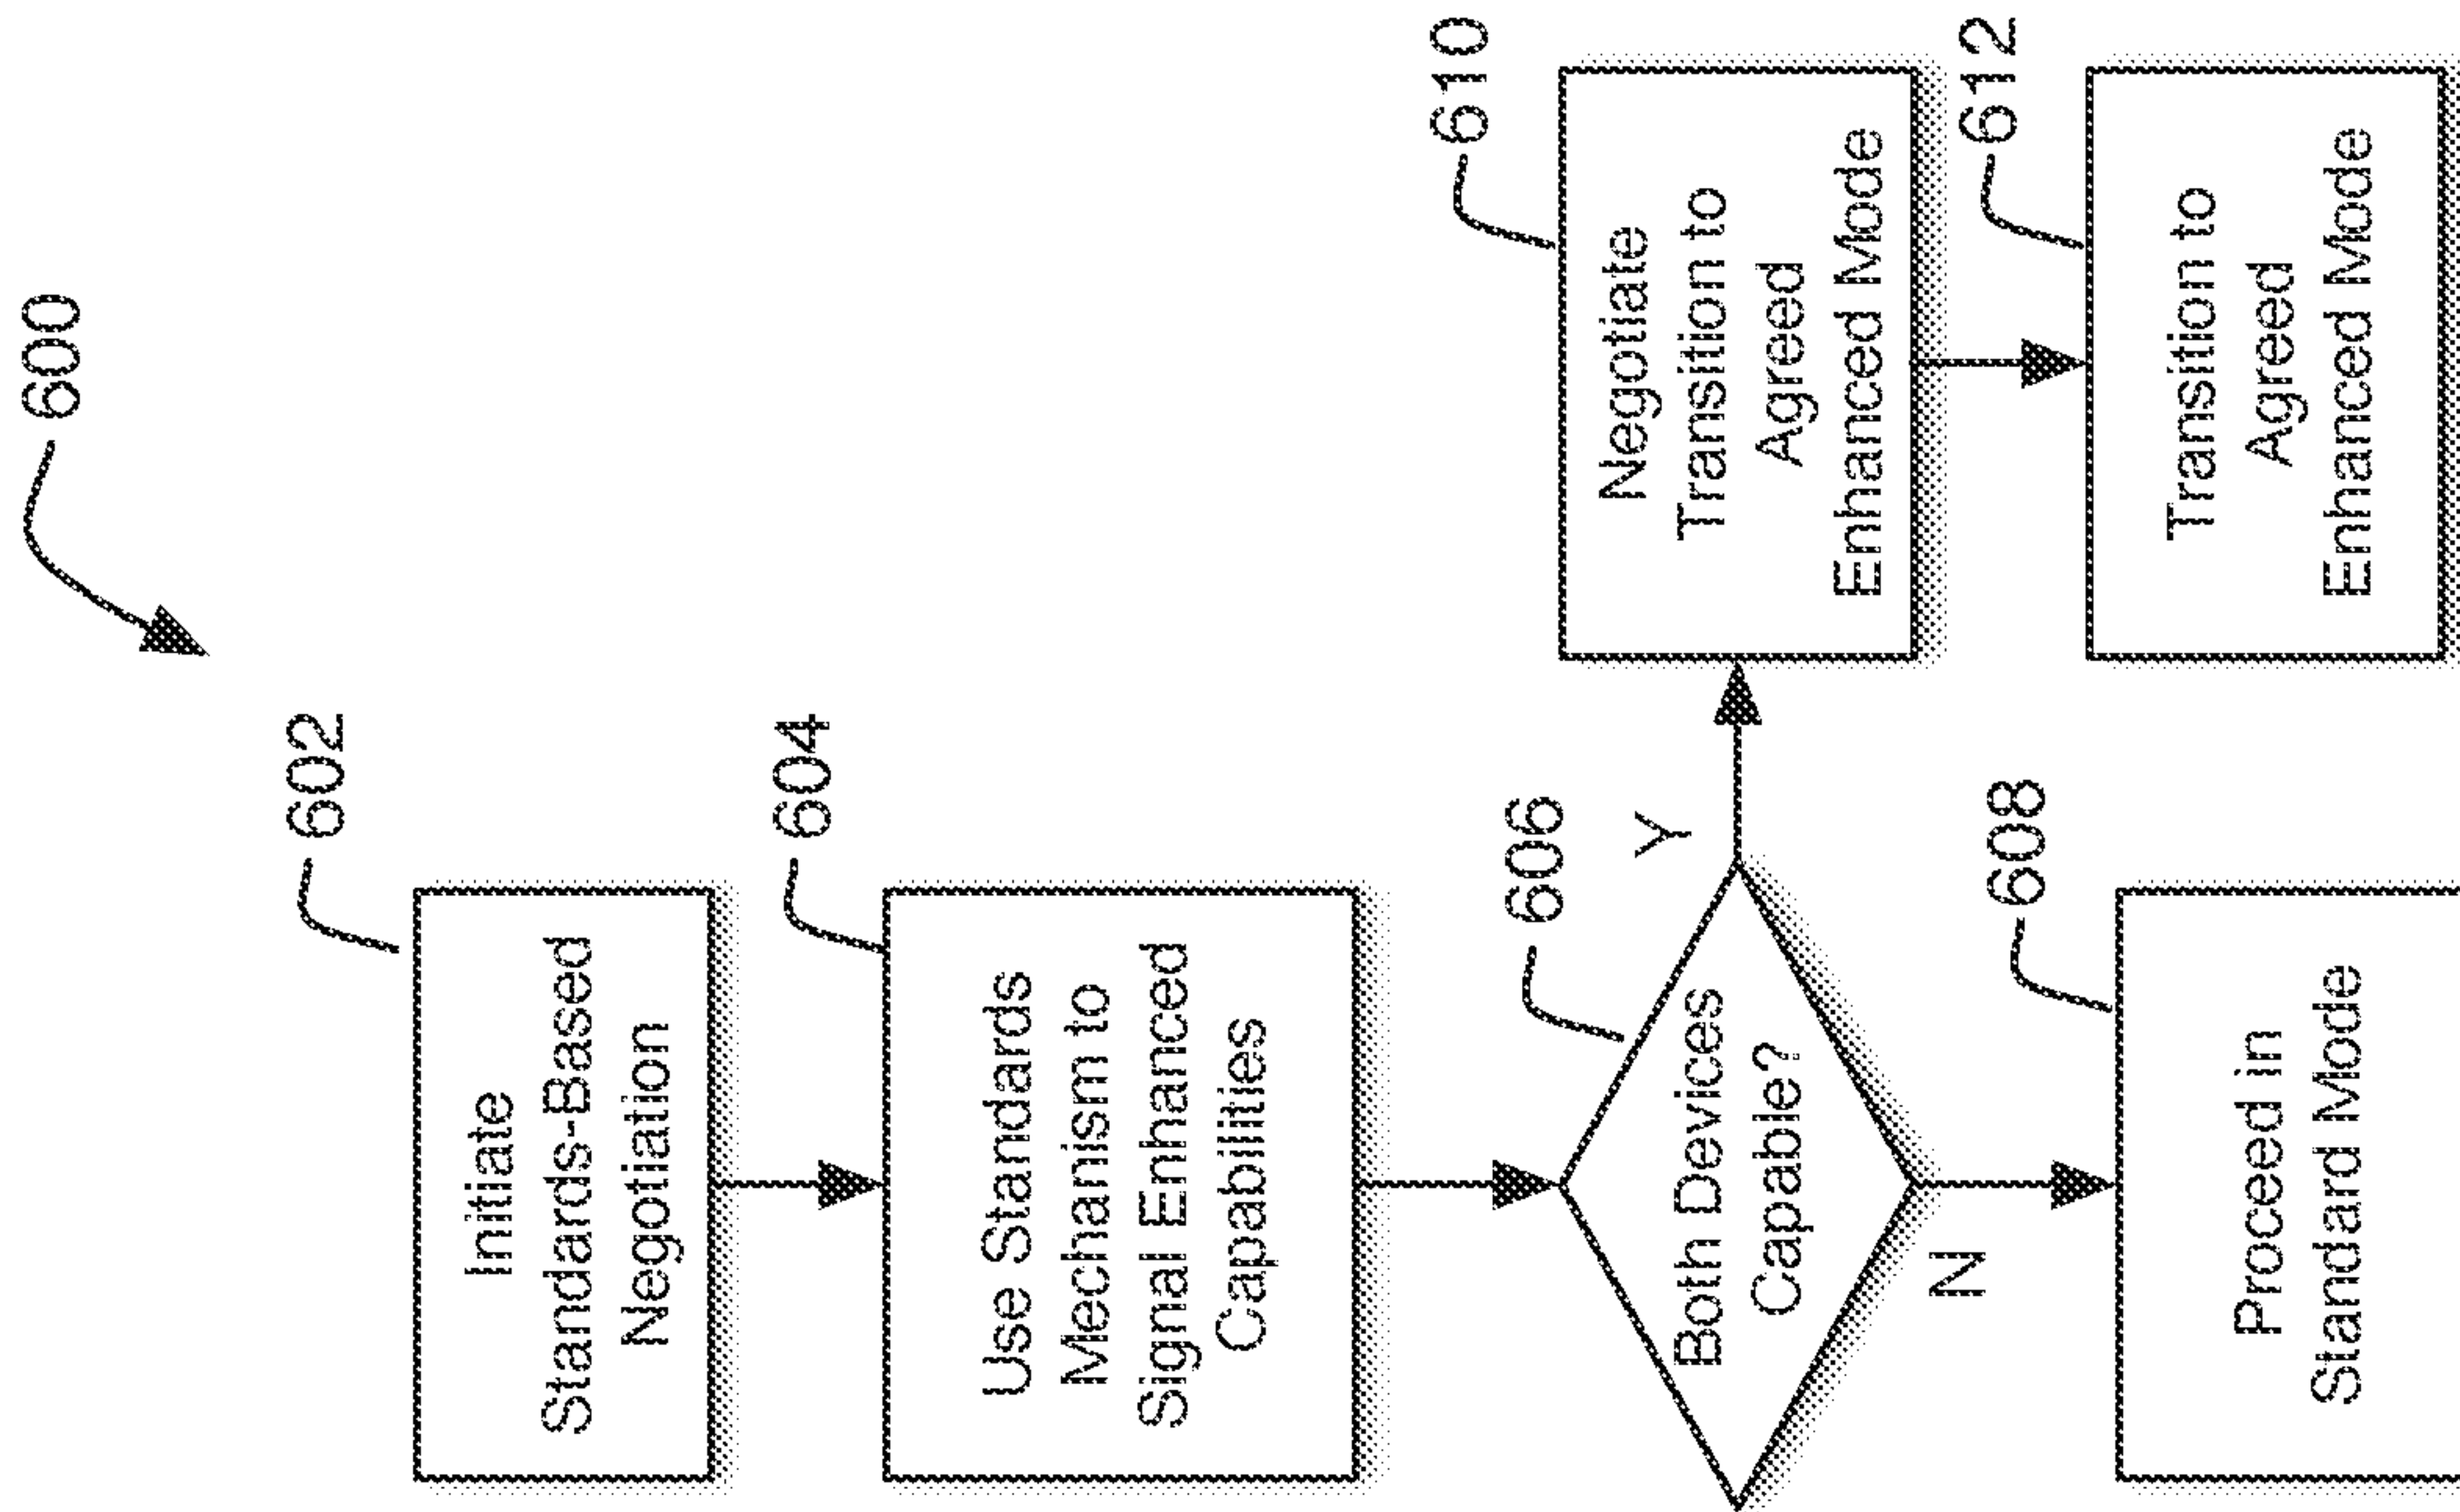 600
602
Initiate
Standards-Based
Negotiation
604
Use Standards
Mechanism to
Signal Enhanced
Capabilities
606
Both Devices
Capable?
Y
N
608
Proceed in
Standard Mode
610
Negotiate
Transition to
Agreed
Enhanced Mode
612
Transition to
Agreed
Enhanced Mode